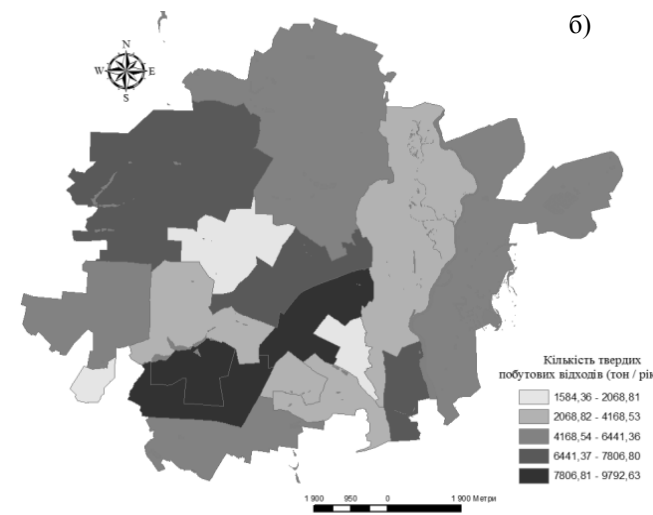 б)
N
W E
S
Кількість твердих
побутових відходів (тон / рік
1584,36 - 2068,81
2068,82 - 4168,53
4168,54 - 6441,36
6441,37 - 7806,80
7806,81 - 9792,63
1 900 950 0 1 900 Метри